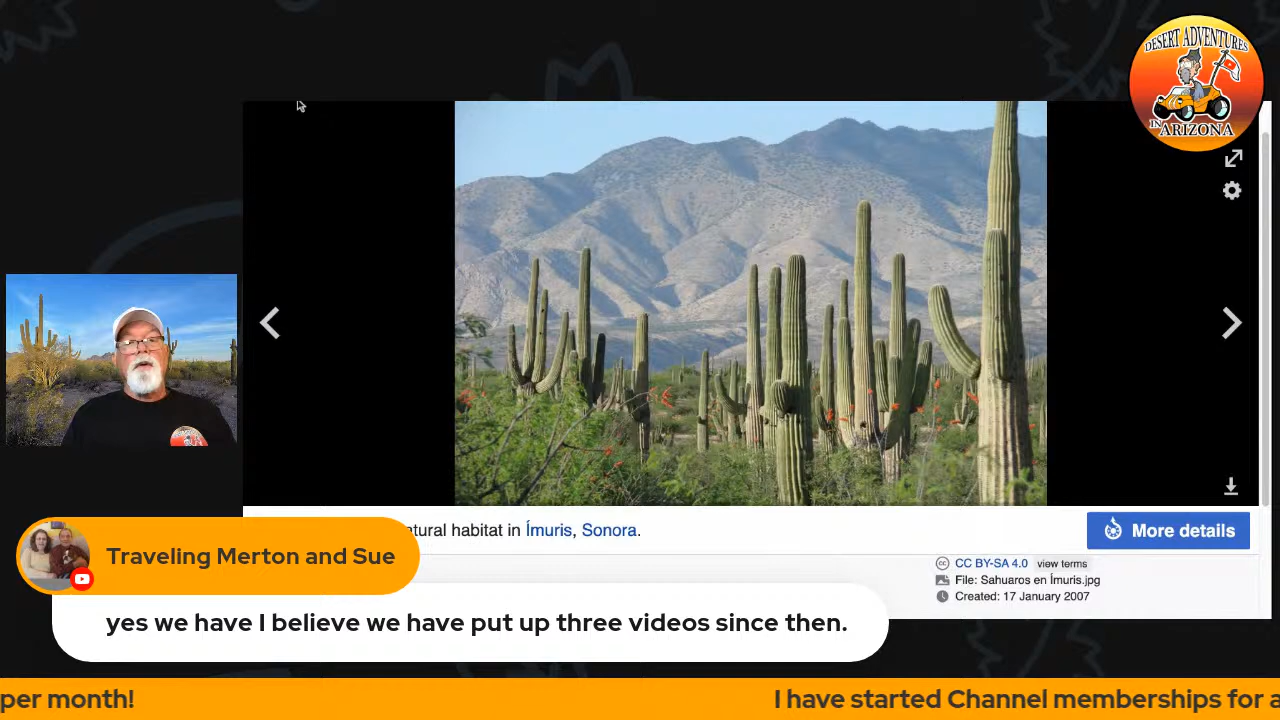 DESERT ADVENTURES
IN ARIZONA
atural habitat in Ímuris, Sonora.
More details
CC BY-SA 4.0 view terms
File: Sahuaros en Ímuris.jpg
Created: 17 January 2007
Traveling Merton and Sue
yes we have I believe we have put up three videos since then.
per month! I have started Channel memberships for a